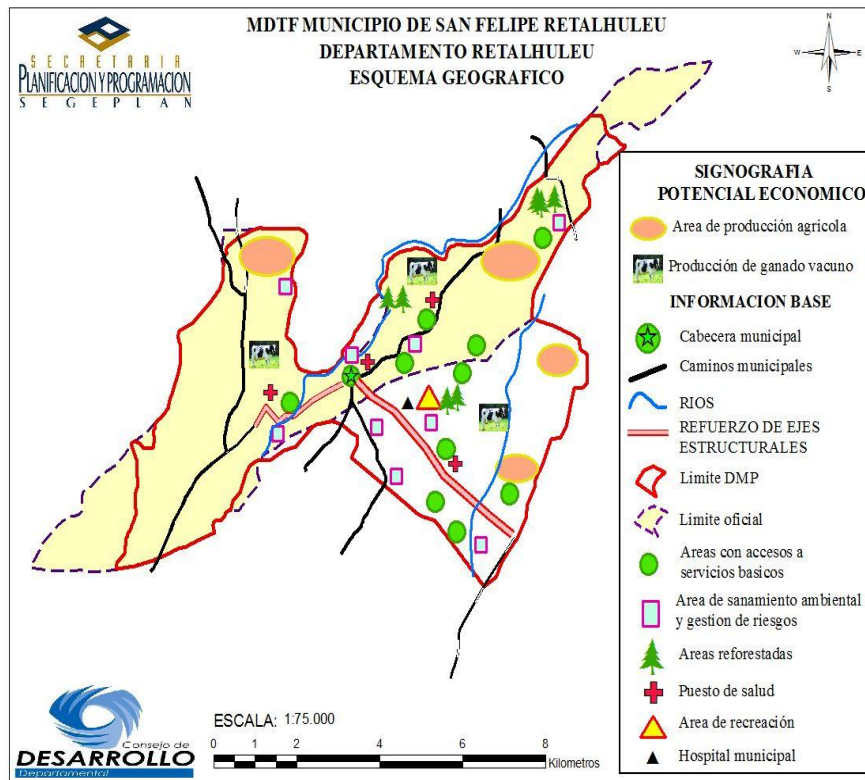 SECRETARIA
PLANIFICACION Y PROGRAMACION
SEGEPLAN
MDTF MUNICIPIO DE SAN FELIPE RETALHULEU
DEPARTAMENTO RETALHULEU
ESQUEMA GEOGRAFICO
N
W
E
S
SIGNOGRAFIA
POTENCIAL ECONOMICO
Area de producción agricola
Producción de ganado vacuno
INFORMACION BASE
Cabecera municipal
Caminos municipales
RIOS
REFUERZO DE EJES
ESTRUCTURALES
Limite DMP
Limite oficial
Areas con accesos a
servicios basicos
Area de sanamiento ambiental
y gestion de riesgos
Areas reforestadas
Puesto de salud
Area de recreación
Hospital municipal
Consejo de
DESARROLLO
Departamental
ESCALA: 1:75.000
0 1 2 4 6 8
Kilometros